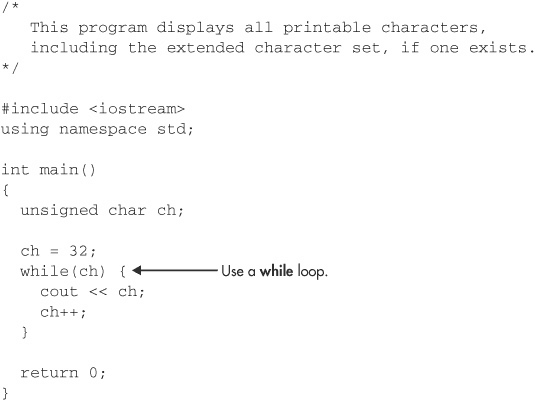 /*
   This program displays all printable characters,
   including the extended character set, if one exists.
*/

#include <iostream>
using namespace std;

int main()
{
  unsigned char ch;

  ch = 32;
  while(ch) { Use a while loop.
    cout << ch;
    ch++;
  }

  return 0;
}